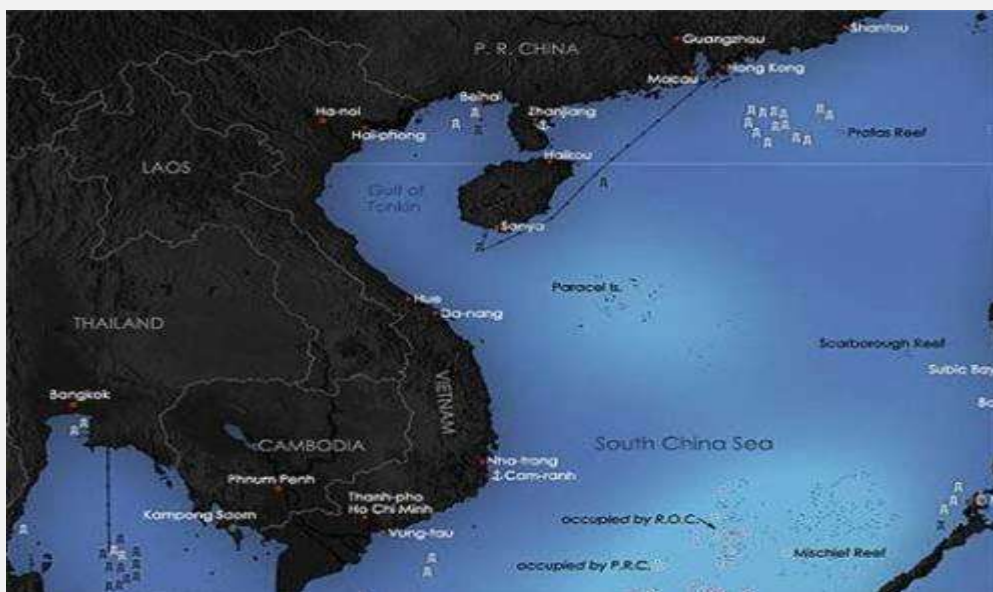 Shantou
Guangzhou
P. R. CHINA
Hong Kong
Macau
Beihai
Zhanjiang
Ha-noi
Hai-phong
Pratas Reef
Haikou
LAOS
Gulf of
Tonkin
Sanya
Paracel Is.
Hue
Da-nang
THAILAND
Scarborough Reef
Subic Bay
Bangkok
VIETNAM
CAMBODIA
South China Sea
Nha-trang
Cam-ranh
Phnum Penh
Thanh-pho
Ho Chi Minh
Kampong Saom
occupied by R.O.C.
Vung-tau
Mischief Reef
occupied by P.R.C.